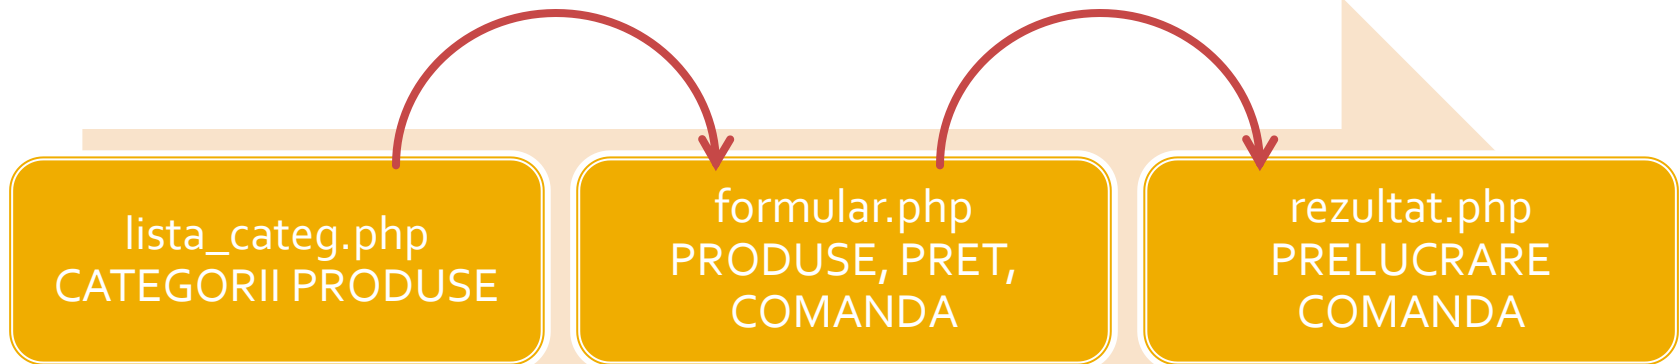 lista_categ.php
CATEGORII PRODUSE
formular.php
PRODUSE, PRET,
COMANDA
rezultat.php
PRELUCRARE
COMANDA